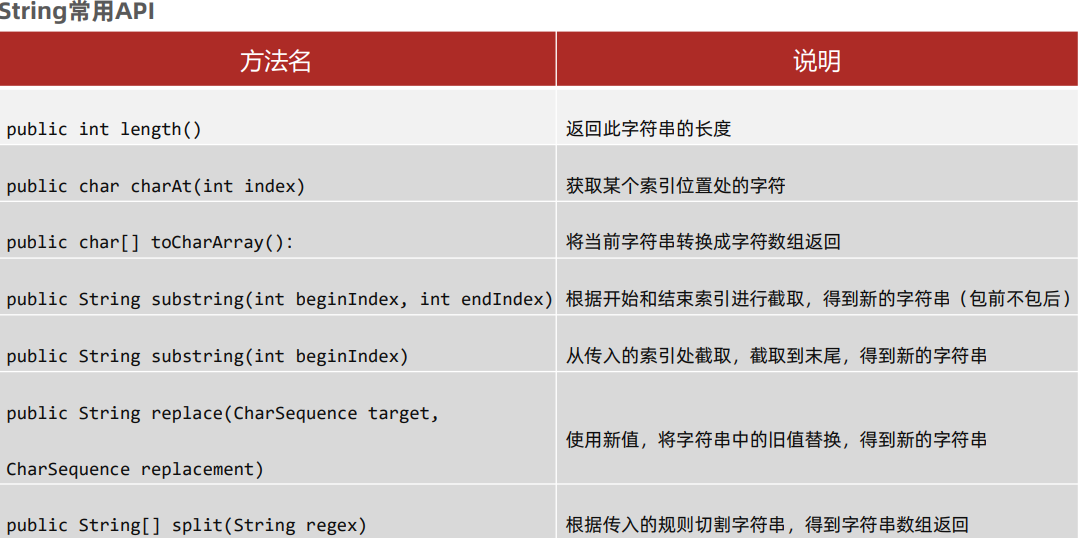 String常用API
方法名
说明
public int length()
返回此字符串的长度
public char charAt(int index)
获取某个索引位置处的字符
public char[] toCharArray():
将当前字符串转换成字符数组返回
public String substring(int beginIndex, int endIndex)
根据开始和结束索引进行截取，得到新的字符串（包前不包后）
public String substring(int beginIndex)
从传入的索引处截取，截取到末尾，得到新的字符串
public String replace(CharSequence target,
CharSequence replacement)
使用新值，将字符串中的旧值替换，得到新的字符串
public String[] split(String regex)
根据传入的规则切割字符串，得到字符串数组返回